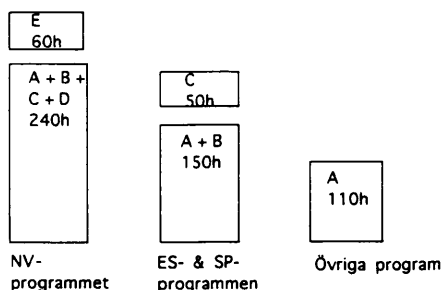 E
60h
A + B +
C + D
240h
C
50h
A + B
150h
A
110h
NV-
programmet
ES- & SP-
programmen
Övriga program